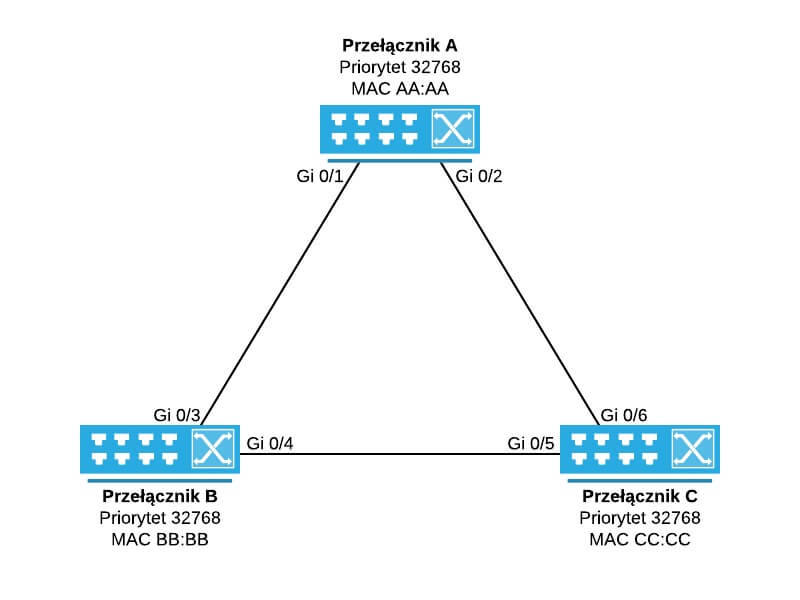 Przełącznik A
Priorytet 32768
MAC AA:AA
Gi 0/1
Gi 0/2
Gi 0/3
Gi 0/6
Gi 0/4
Gi 0/5
Przełącznik B
Priorytet 32768
MAC BB:BB
Przełącznik C
Priorytet 32768
MAC CC:CC